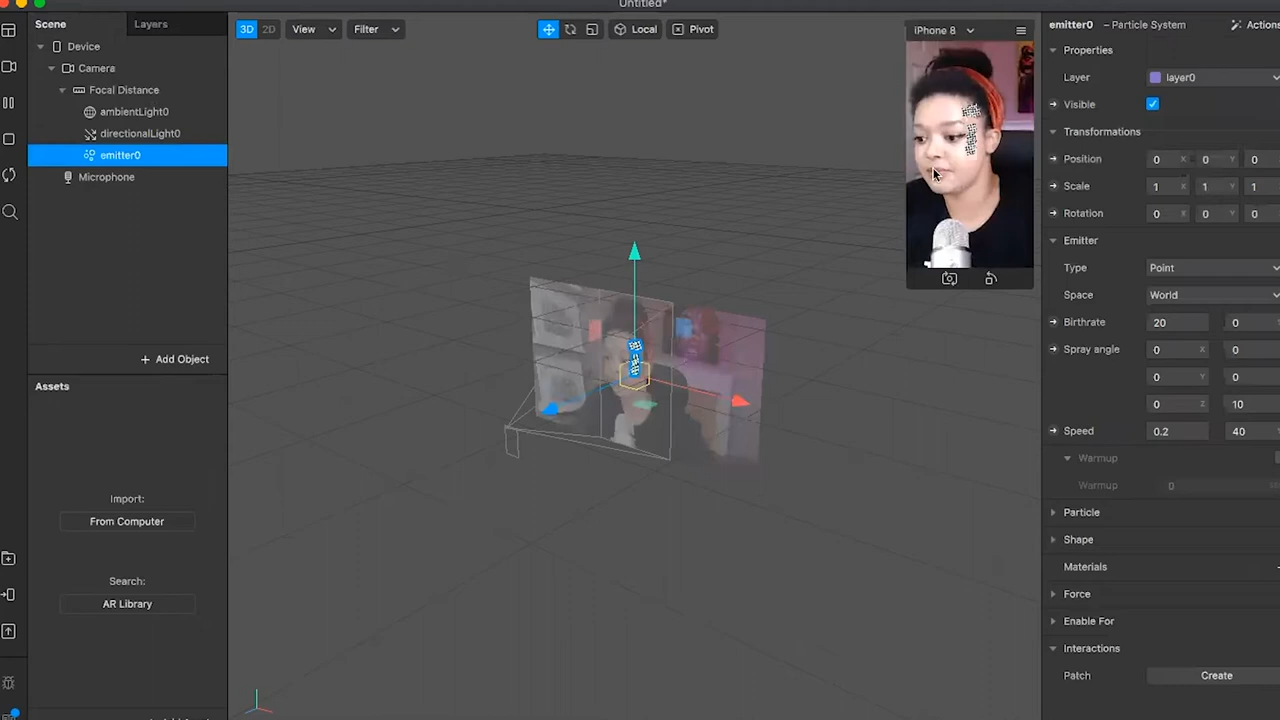 Untitled*
Scene
Layers
Device
Camera
Focal Distance
ambientLight0
directionalLight0
emitter0
Microphone
+ Add Object
Assets
Import:
From Computer
Search:
AR Library
3D 2D
View
Filter
Local
Pivot
iPhone 8
emitter0 – Particle System
Actions
Properties
Layer layer0
Visible
Transformations
Position 0 X 0 Y 0
Scale 1 X 1 Y 1
Rotation 0 X 0 Y 0
Emitter
Type Point
Space World
Birthrate 20 0
Spray angle 0 X 0
0 Y 0
0 Z 10
Speed 0.2 40
Warmup
Warmup 0
Particle
Shape
Materials
Force
Enable For
Interactions
Patch Create